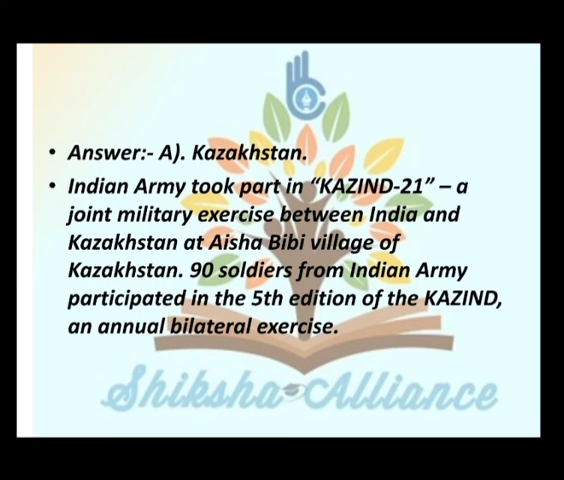 • Answer:- A). Kazakhstan.
• Indian Army took part in “KAZIND-21” – a
joint military exercise between India and
Kazakhstan at Aisha Bibi village of
Kazakhstan. 90 soldiers from Indian Army
participated in the 5th edition of the KAZIND,
an annual bilateral exercise.
Shiksha Alliance